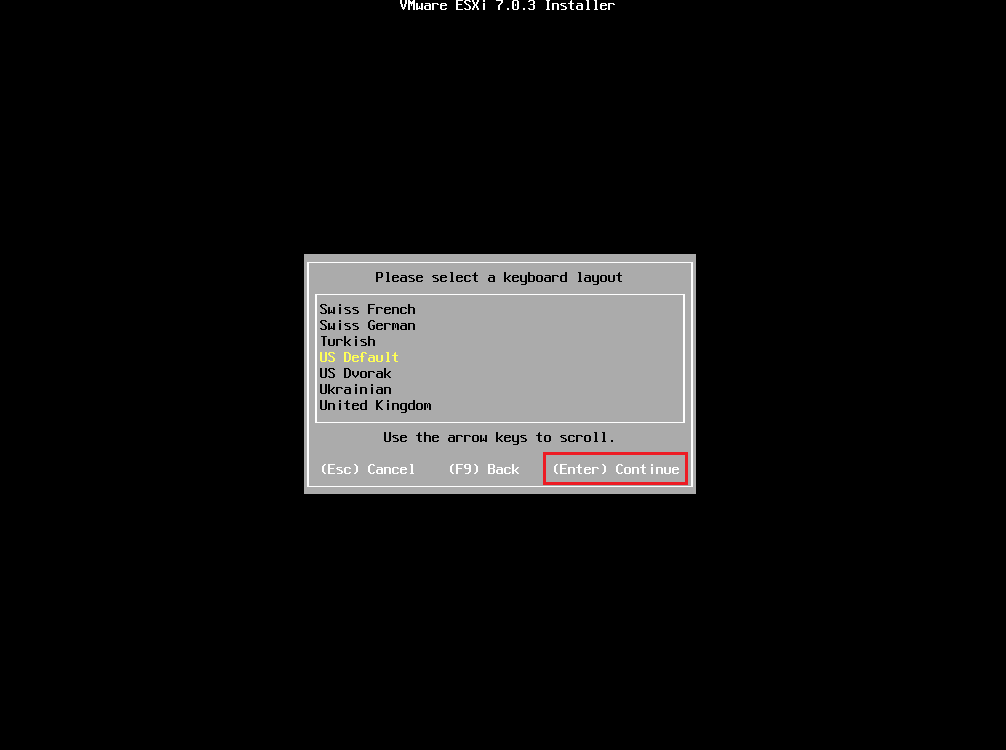 VMware ESXi 7.0.3 Installer
Please select a keyboard layout
Swiss French
Swiss German
Turkish
US Default
US Dvorak
Ukrainian
United Kingdom
Use the arrow keys to scroll.
(Esc) Cancel (F9) Back (Enter) Continue